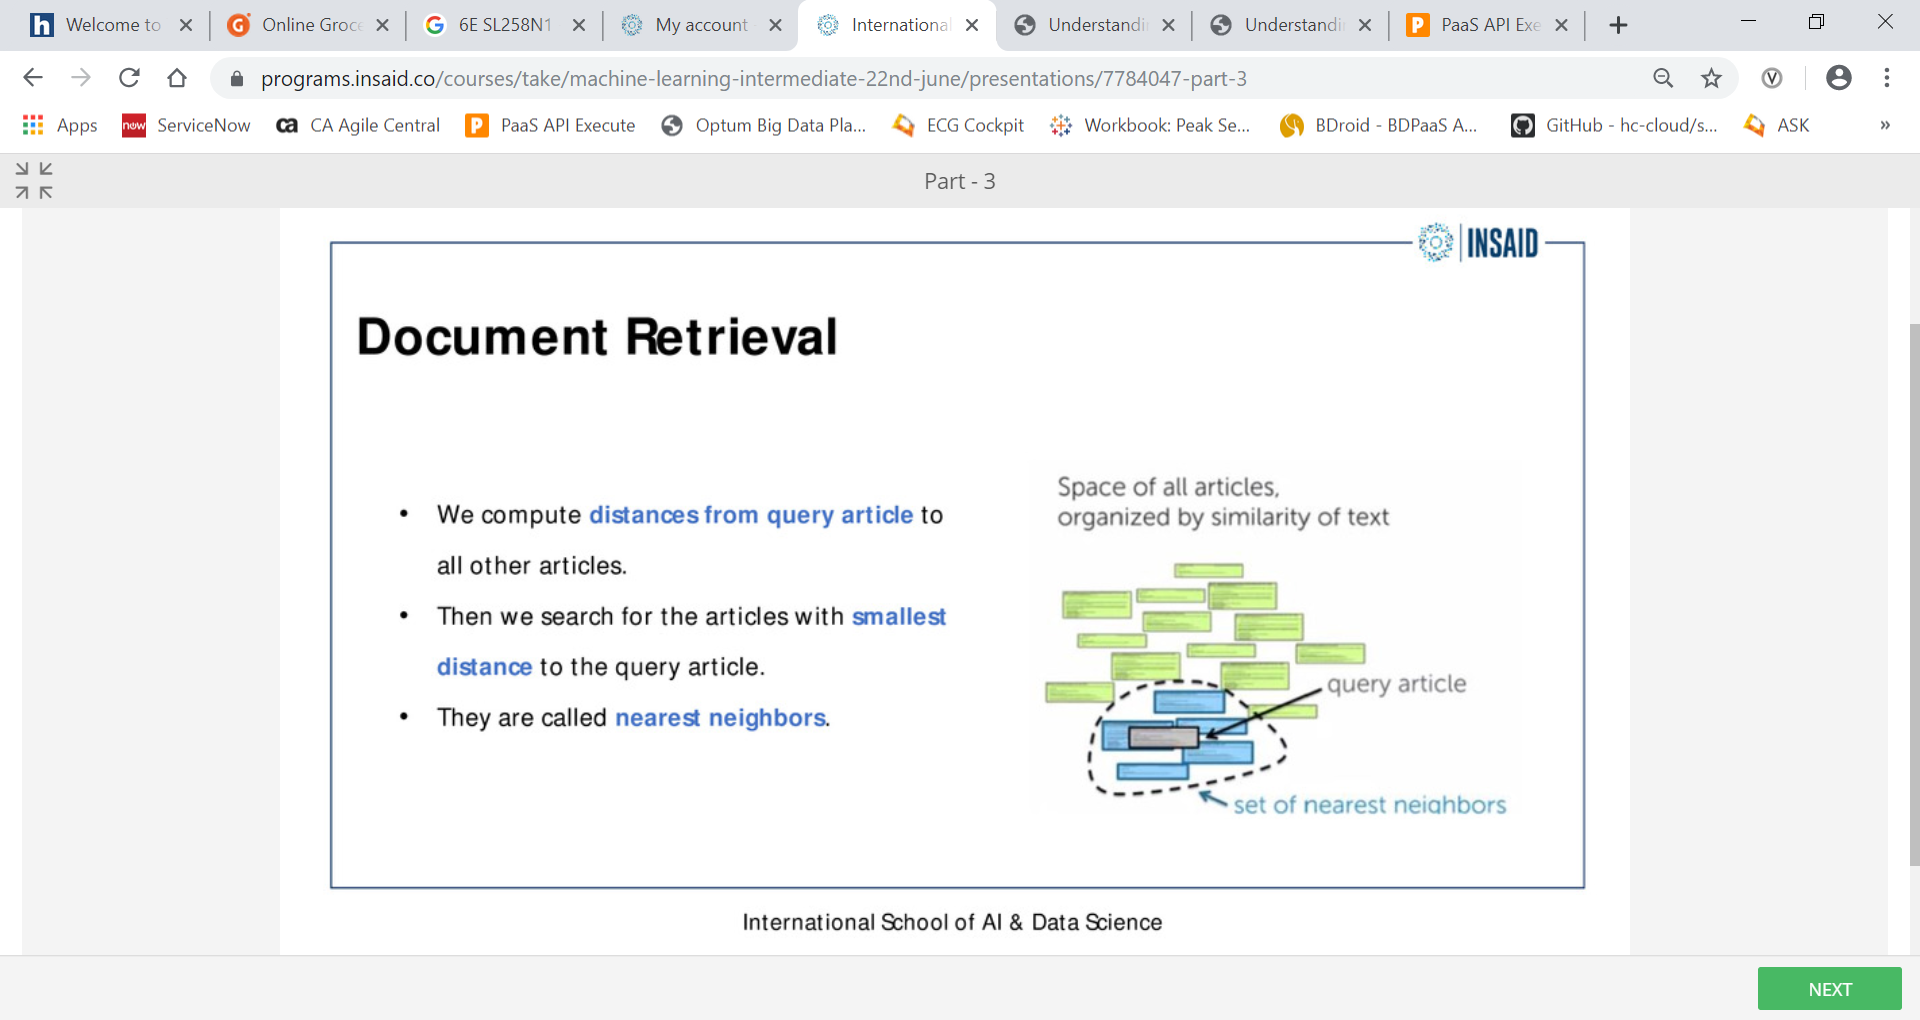 Welcome to
Online Groce
6E SL258N1
My account
International
Understandin
Understandin
PaaS API Exe
programs.insaid.co/courses/take/machine-learning-intermediate-22nd-june/presentations/7784047-part-3
Apps
now ServiceNow
ca CA Agile Central
P PaaS API Execute
Optum Big Data Pla...
ECG Cockpit
Workbook: Peak Se...
BDroid - BDPaaS A...
GitHub - hc-cloud/s...
ASK
»
Part - 3
INSAID
Document Retrieval
• We compute distances from query article to
all other articles.
• Then we search for the articles with smallest
distance to the query article.
• They are called nearest neighbors.
Space of all articles,
organized by similarity of text
query article
set of nearest neighbors
International School of AI & Data Science
NEXT